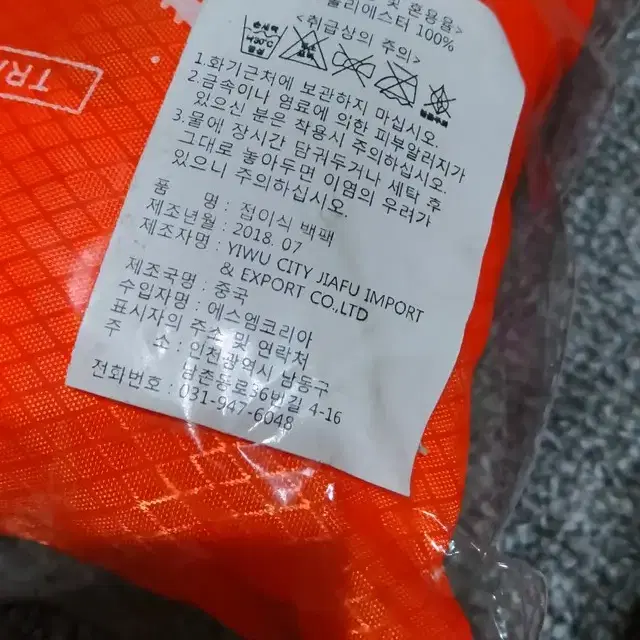 혼용율>
폴리에스터 100%
<취급상의 주의>
1.화기근처에 보관하지 마십시오.
2.금속이나 염료에 의한 피부알러지가
있으신 분은 착용시 주의하십시오.
3.물에 장시간 담궈두거나 세탁 후
그대로 놓아두면 이염의 우려가
있으니 주의하십시오.
품 명 : 접이식 백팩
제조년월 : 2018. 07
제조자명 : YIWU CITY JIAFU IMPORT
& EXPORT CO.,LTD
제조국명 : 중국
수입자명 : 에스엠코리아
표시자의 주소 및 연락처
주 소 : 인천광역시 남동구
56번길 4-16
전화번호 : 031-947-6048
TRA